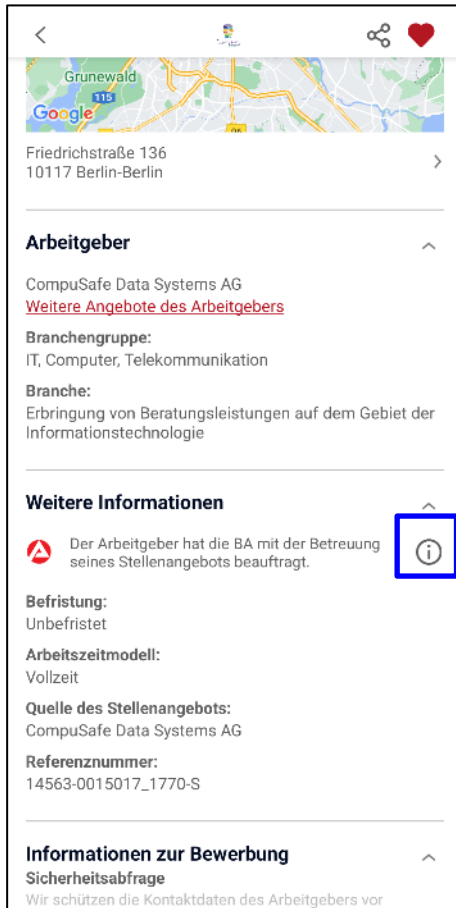 Grunewald
115
Google
96
Friedrichstraße 136
10117 Berlin-Berlin
Arbeitgeber
CompuSafe Data Systems AG
Weitere Angebote des Arbeitgebers
Branchengruppe:
IT, Computer, Telekommunikation
Branche:
Erbringung von Beratungsleistungen auf dem Gebiet der
Informationstechnologie
Weitere Informationen
Der Arbeitgeber hat die BA mit der Betreuung
seines Stellenangebots beauftragt.
Befristung:
Unbefristet
Arbeitszeitmodell:
Vollzeit
Quelle des Stellenangebots:
CompuSafe Data Systems AG
Referenznummer:
14563-0015017_1770-S
Informationen zur Bewerbung
Sicherheitsabfrage
Wir schützen die Kontaktdaten des Arbeitgebers vor